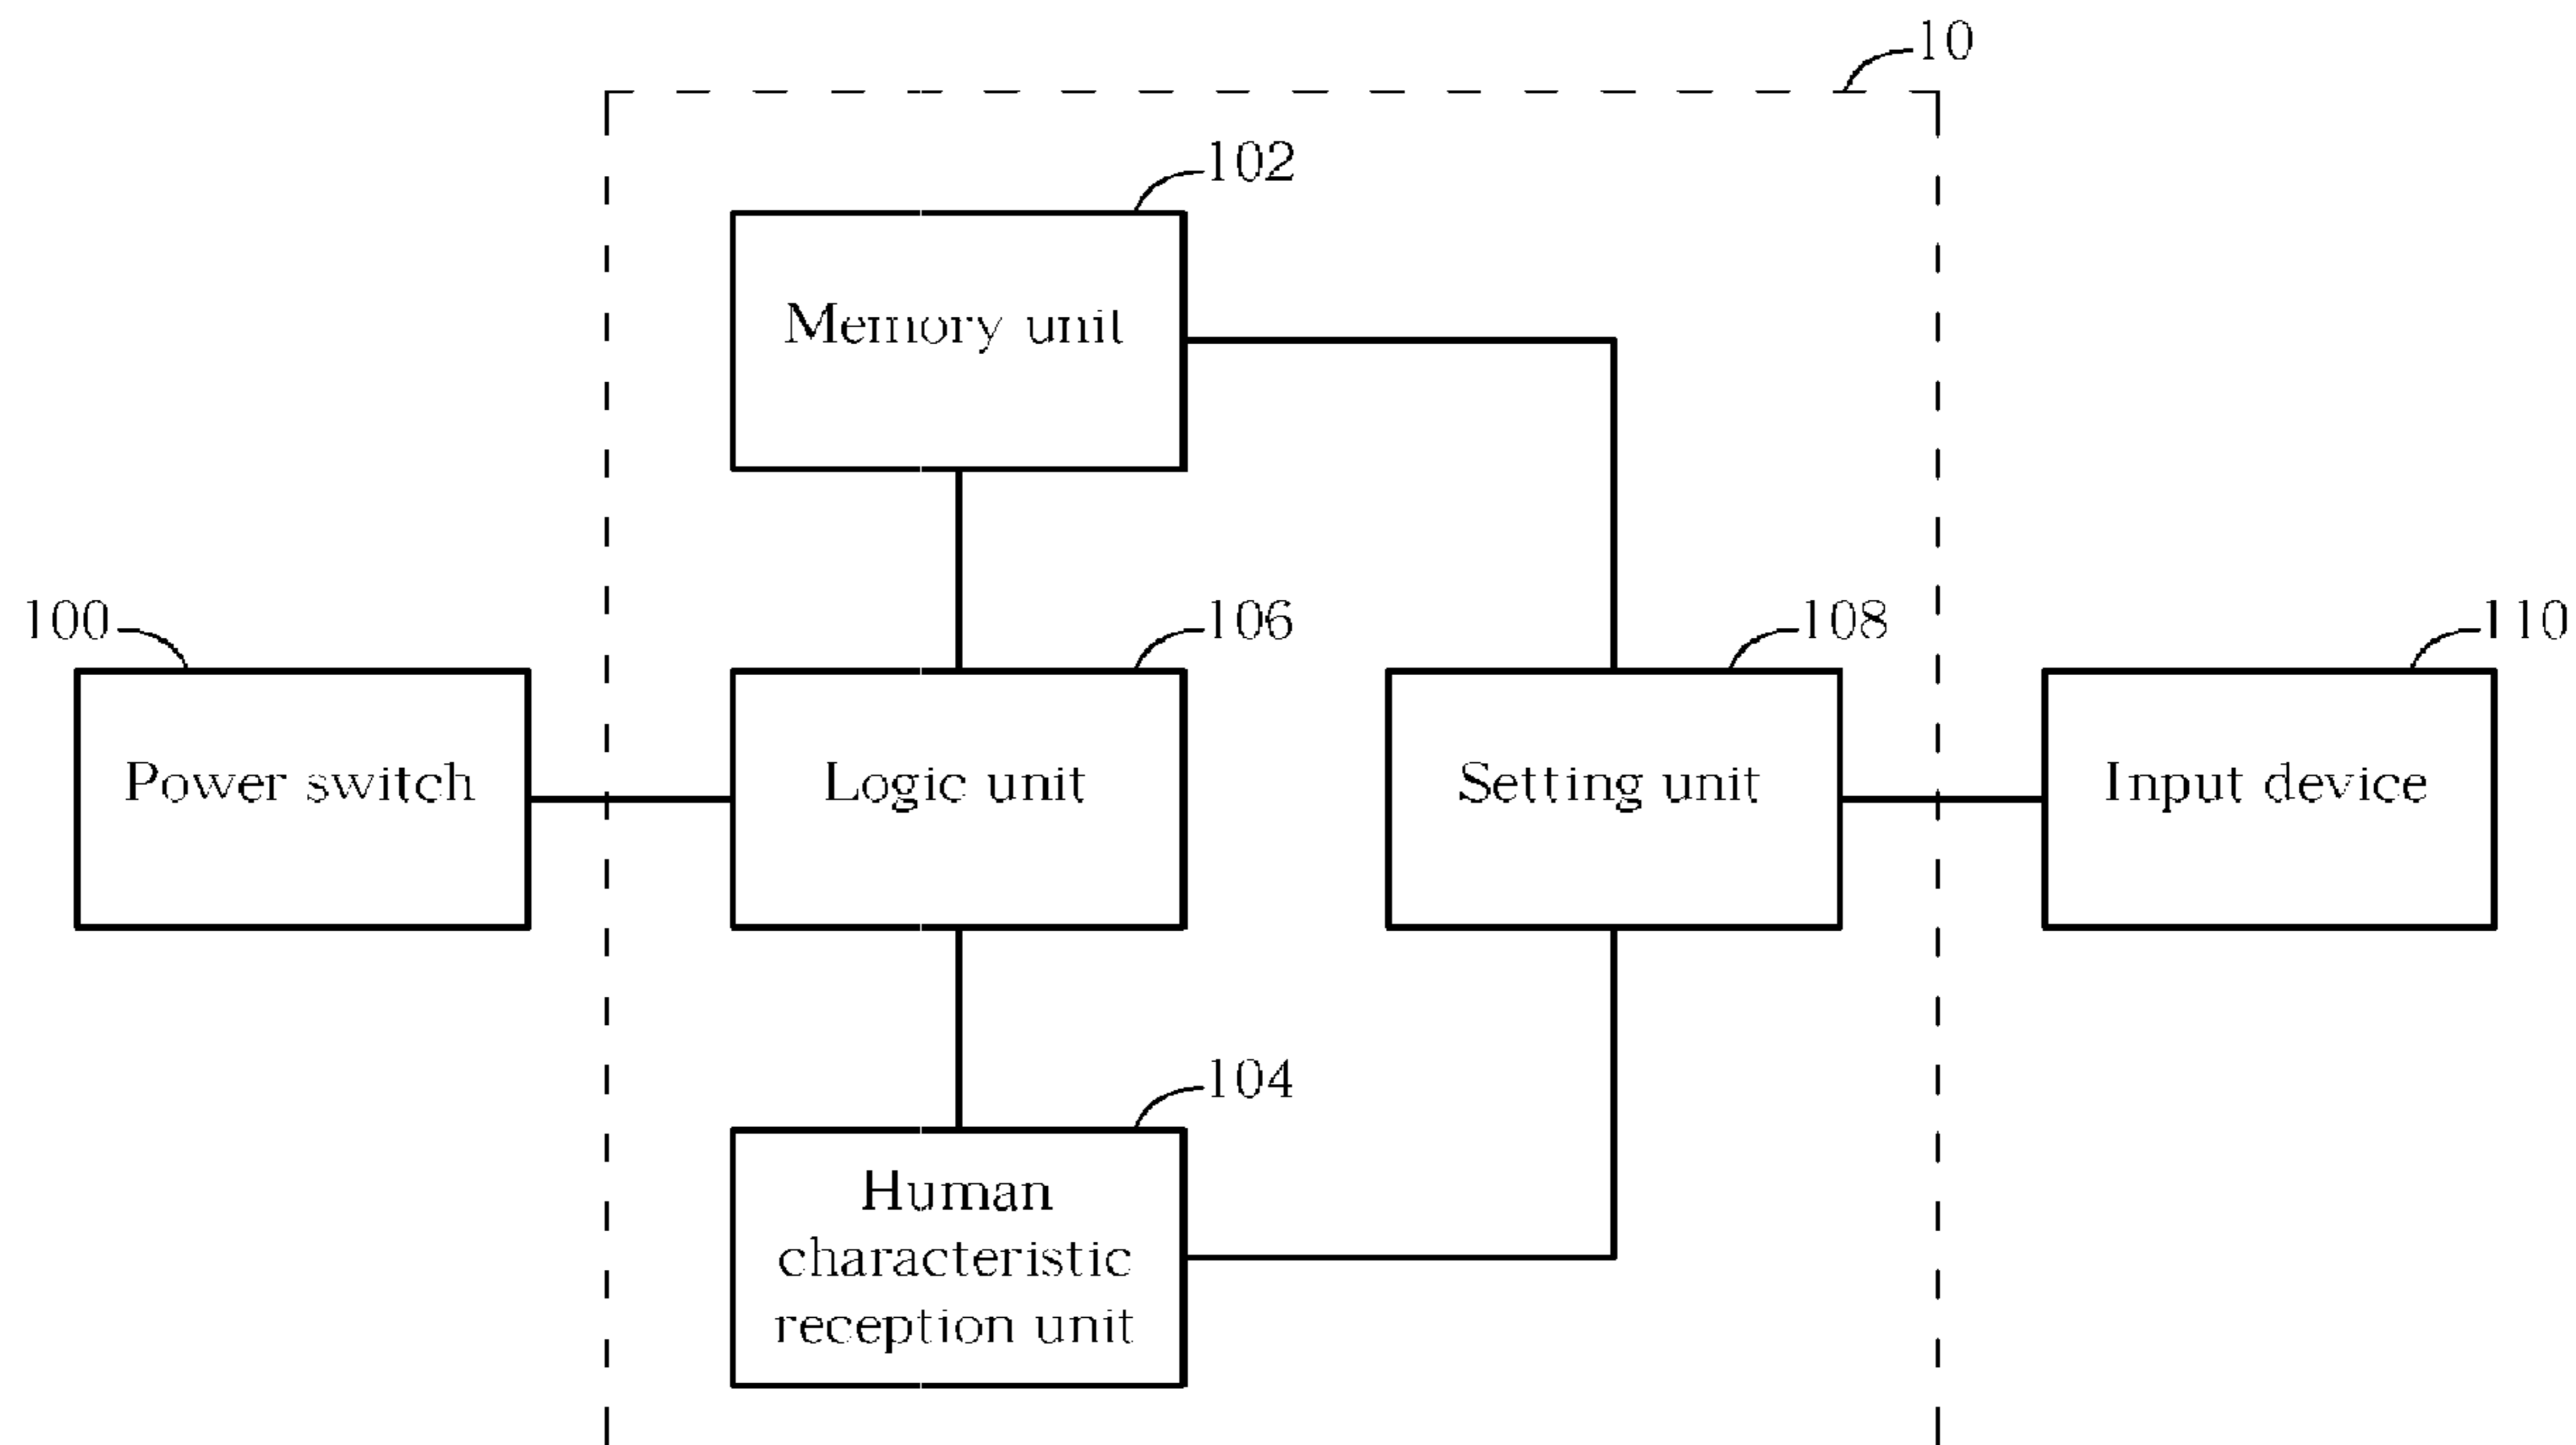 10
102
Memory unit
100
106
108
110
Power switch
Logic unit
Setting unit
Input device
104
Human
characteristic
reception unit